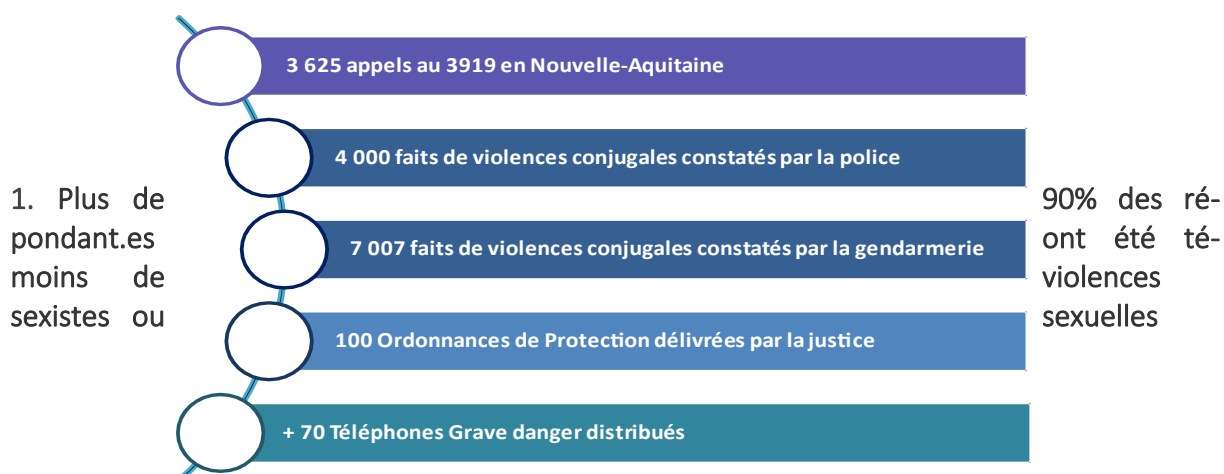 3 625 appels au 3919 en Nouvelle-Aquitaine
4 000 faits de violences conjugales constatés par la police
7 007 faits de violences conjugales constatés par la gendarmerie
100 Ordonnances de Protection délivrées par la justice
+ 70 Téléphones Grave danger distribués
1. Plus de 90% des ré-
pondant.es ont été té-
moins de violences
sexistes ou sexuelles